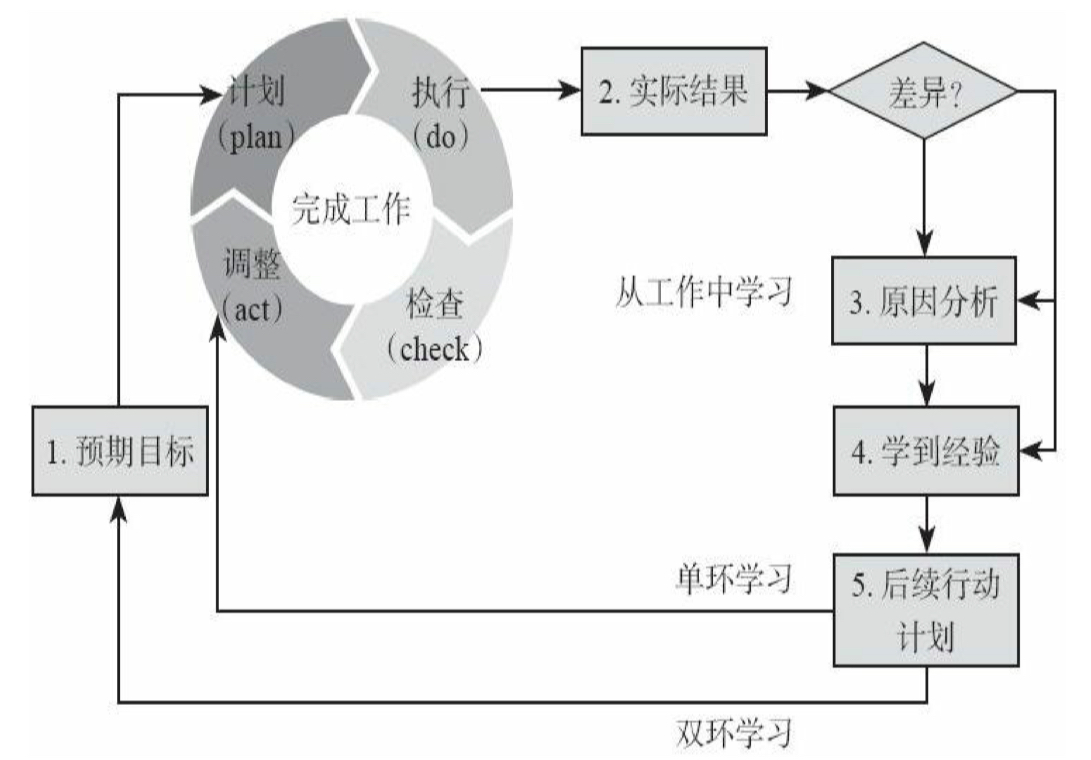 计划
（plan）
执行
（do）
2. 实际结果
差异?
完成工作
调整
（act）
检查
（check）
从工作中学习
3. 原因分析
1. 预期目标
4. 学到经验
单环学习
5. 后续行动
计划
双环学习